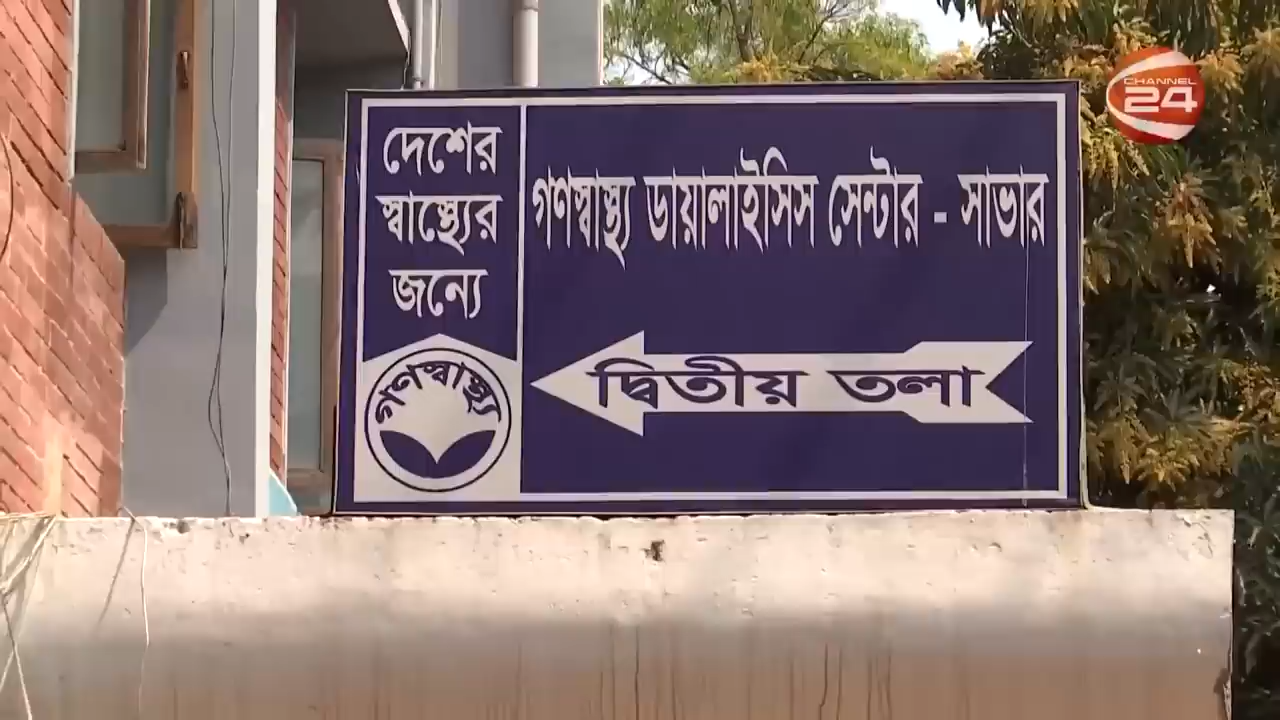 দেশের
স্বাস্থ্যের
জন্যে
গণস্বাস্থ্য
গণস্বাস্থ্য ডায়ালাইসিস সেন্টার - সাভার
দ্বিতীয় তলা
CHANNEL
24